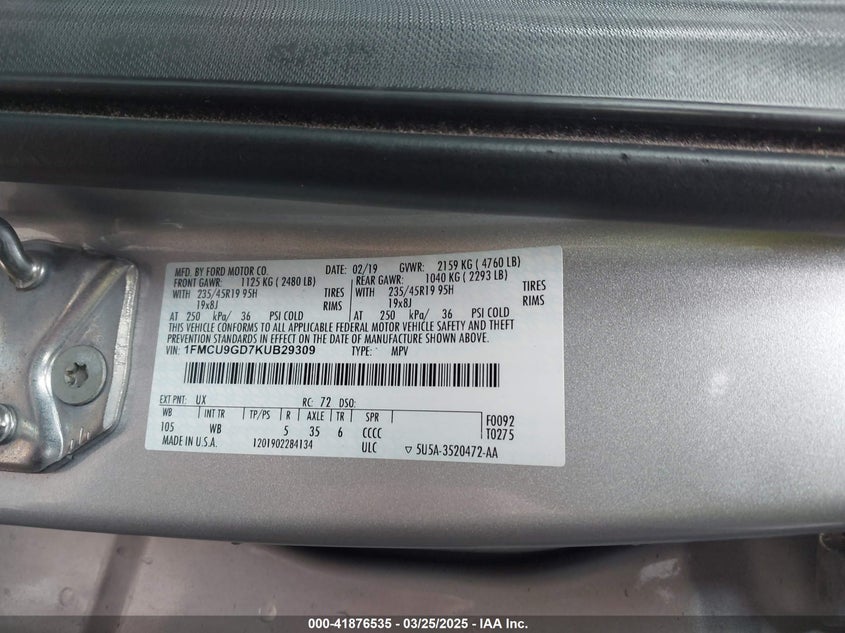 MFD. BY FORD MOTOR CO. DATE: 02/19 GVWR: 2159 KG ( 4760 LB)
FRONT GAWR: 1125 KG ( 2480 LB) REAR GAWR: 1040 KG ( 2293 LB)
WITH 235/45R19 95H TIRES WITH 235/45R19 95H TIRES
19x8J RIMS 19x8J RIMS
AT 250 kPa/ 36 PSI COLD AT 250 kPa/ 36 PSI COLD
THIS VEHICLE CONFORMS TO ALL APPLICABLE FEDERAL MOTOR VEHICLE SAFETY AND THEFT
PREVENTION STANDARDS IN EFFECT ON THE DATE OF MANUFACTURE SHOWN ABOVE.
VIN: 1FMCU9GD7KUB29309 TYPE: MPV
EXT PNT: UX RC: 72 DSO:
WB INT TR TP/PS R AXLE TR SPR F0092
105 WB 5 35 6 CCCC T0275
MADE IN U.S.A. 1201902284134 ULC ▽ 5U5A-3520472-AA
000-41876535 - 03/25/2025 - IAA Inc.